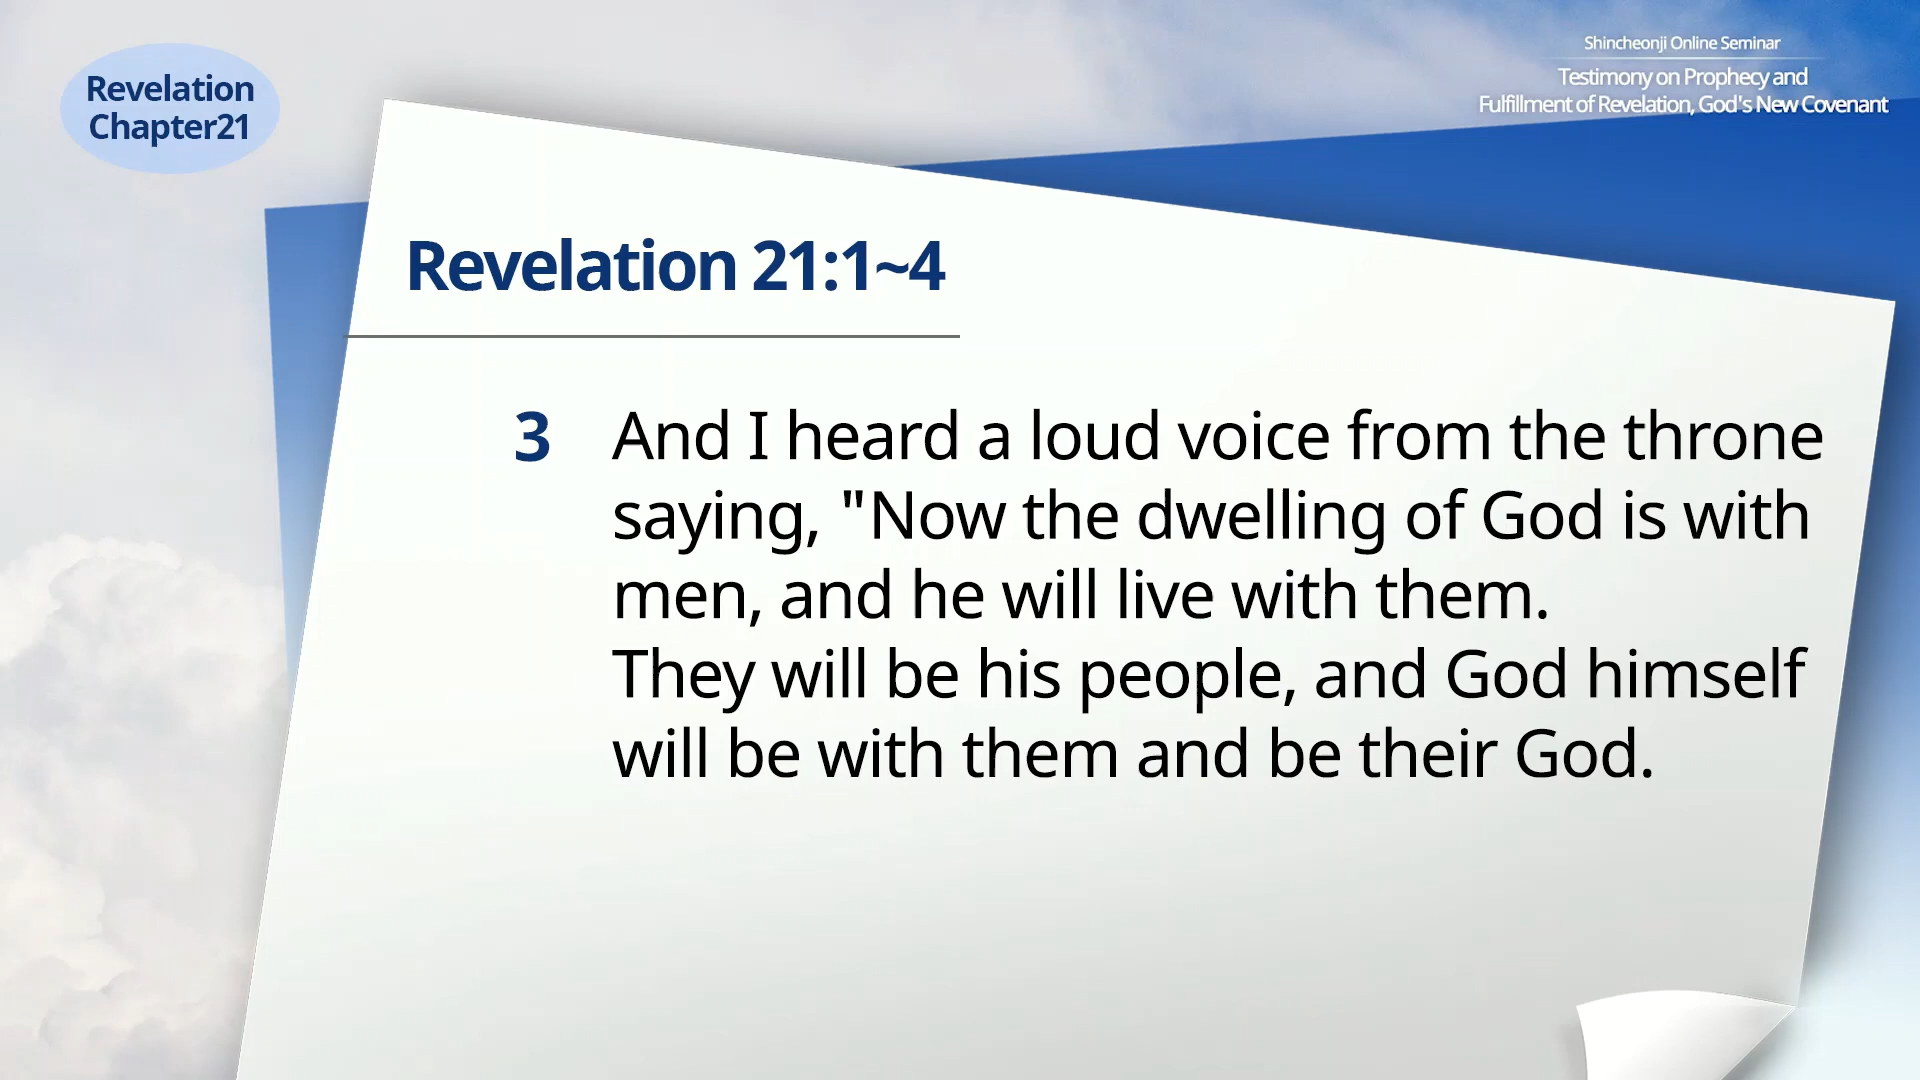 Revelation
Chapter21
Shincheonji Online Seminar
Testimony on Prophecy and
Fulfillment of Revelation, God's New Covenant
Revelation 21:1~4
3 And I heard a loud voice from the throne
saying, "Now the dwelling of God is with
men, and he will live with them.
They will be his people, and God himself
will be with them and be their God.